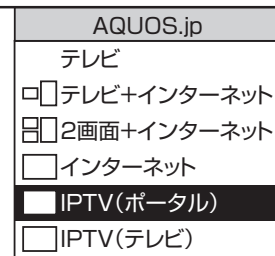 AQUOS.jp
テレビ
テレビ+インターネット
2画面+インターネット
インターネット
IPTV(ポータル)
IPTV(テレビ)